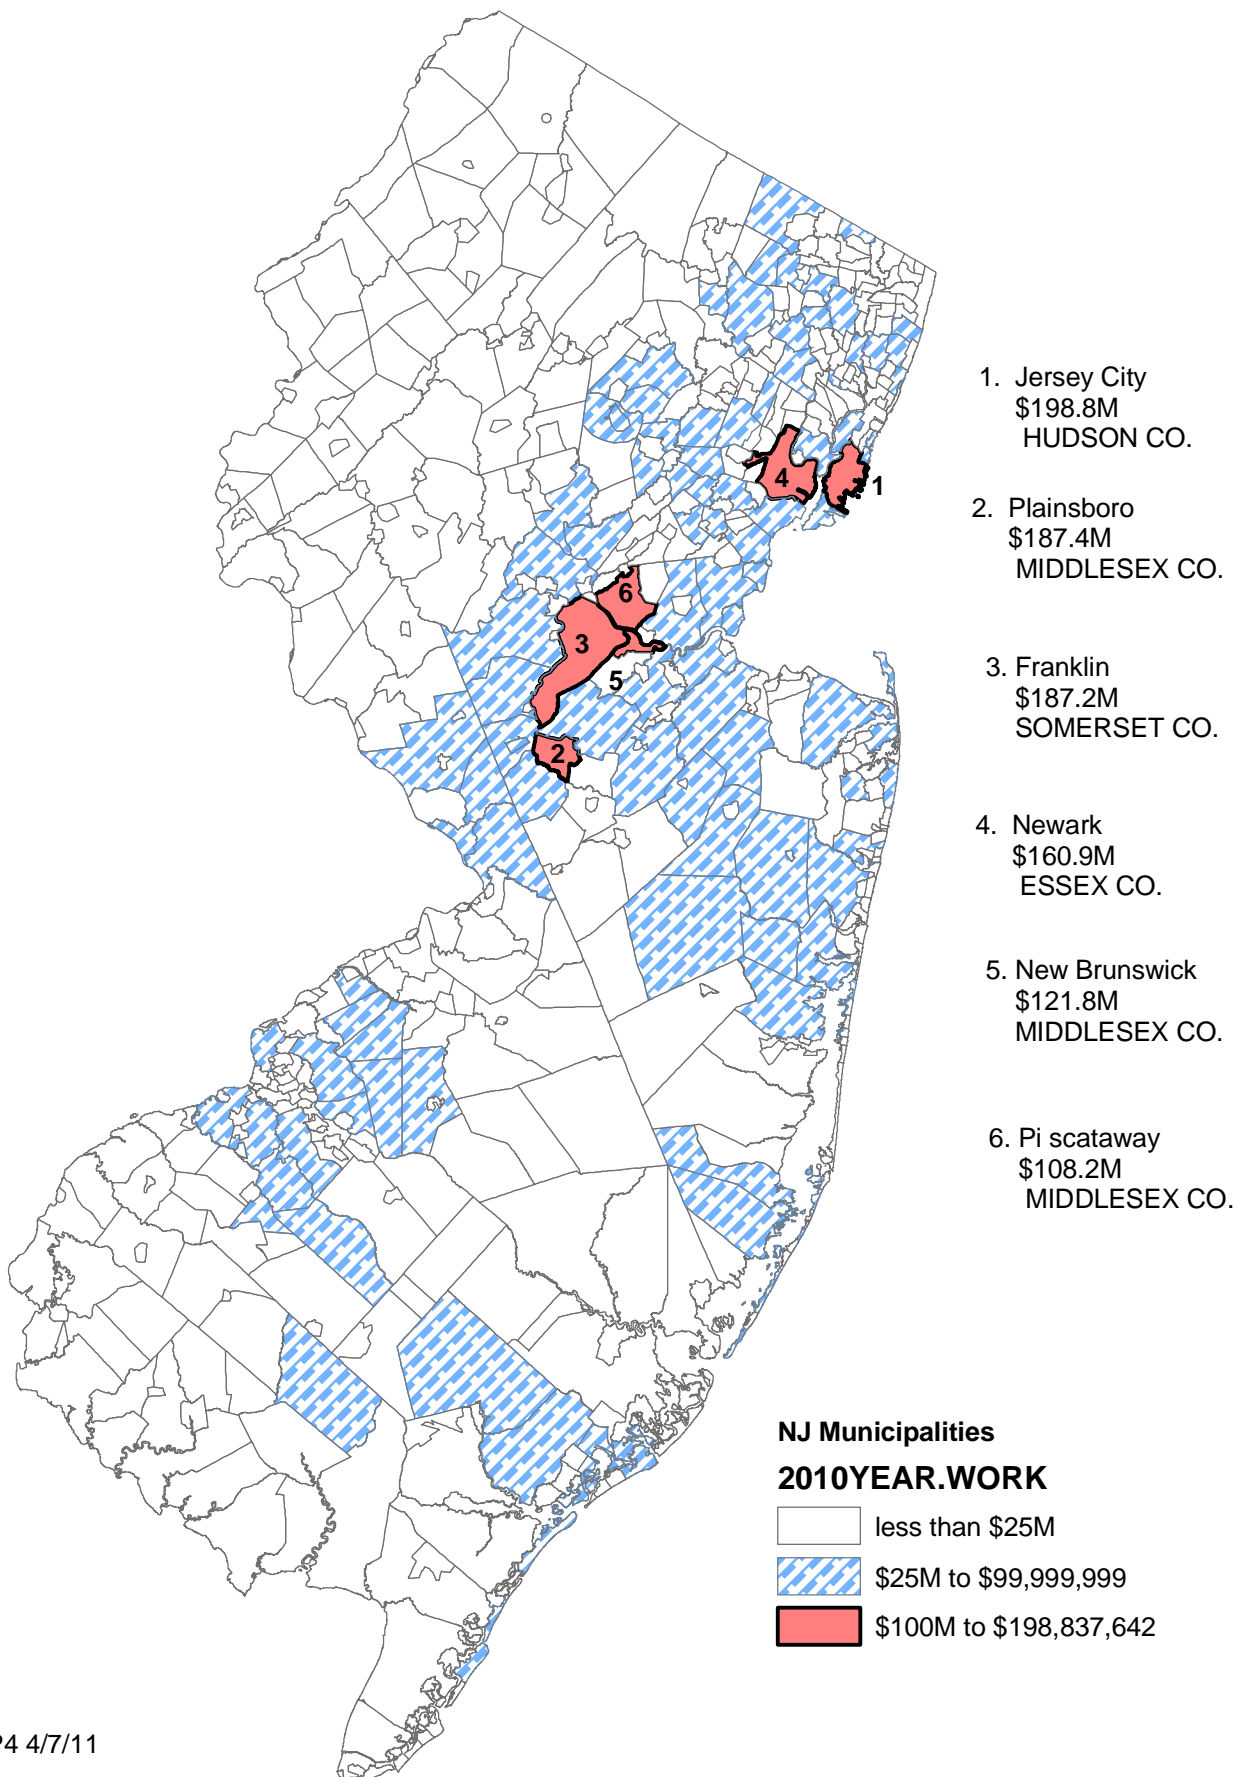 1. Jersey City
$198.8M
HUDSON CO.
2. Plainsboro
$187.4M
MIDDLESEX CO.
3. Franklin
$187.2M
SOMERSET CO.
4. Newark
$160.9M
ESSEX CO.
5. New Brunswick
$121.8M
MIDDLESEX CO.
6. Pi scataway
$108.2M
MIDDLESEX CO.
4
1
6
3
5
2
NJ Municipalities
2010YEAR.WORK
less than $25M
$25M to $99,999,999
$100M to $198,837,642
4/7/11